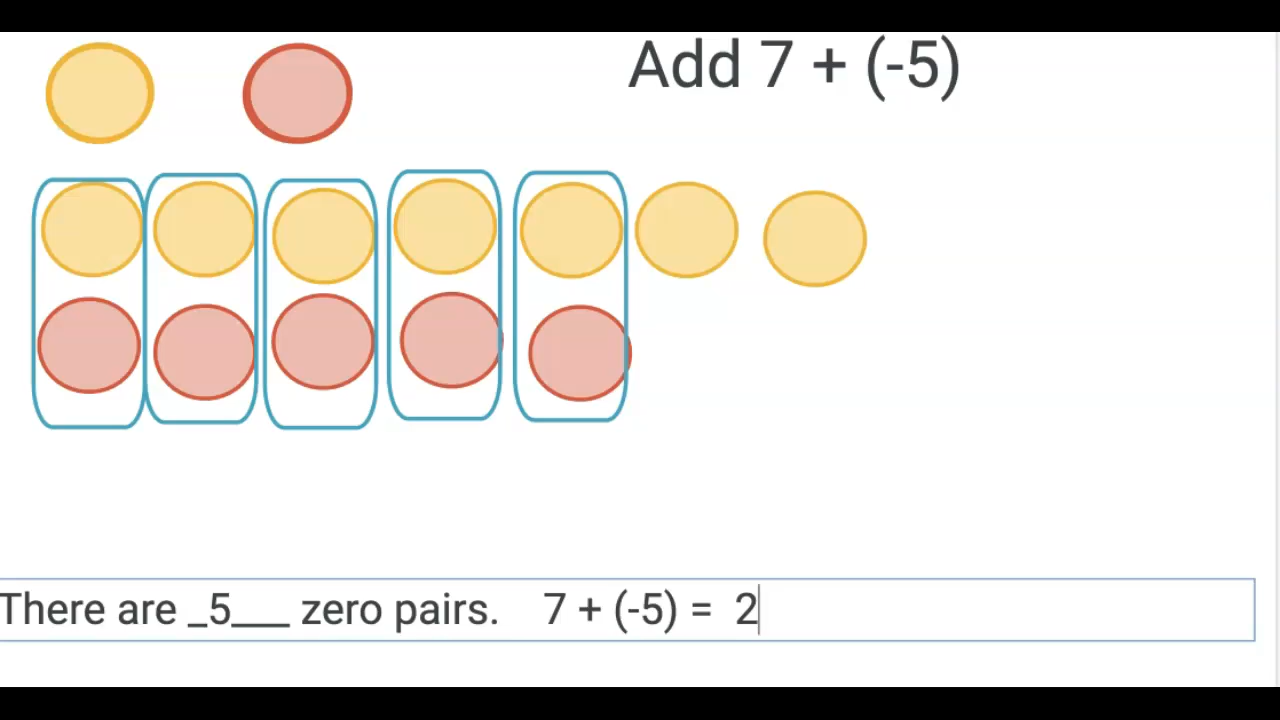 Add 7 + (-5)
There are _5___ zero pairs. 7 + (-5) = 2